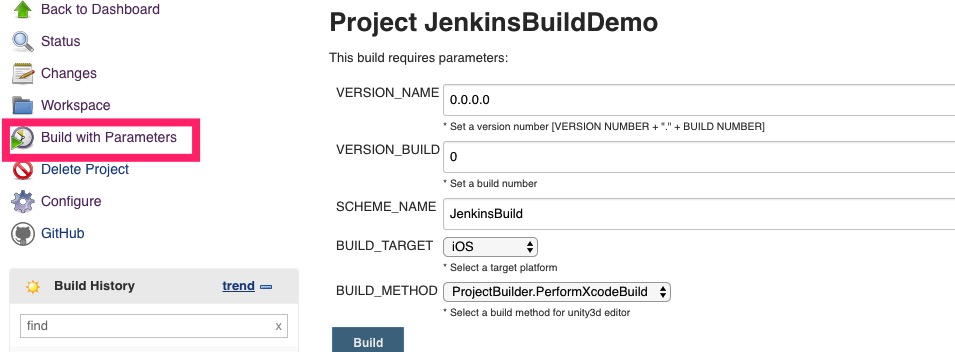 Back to Dashboard
Status
Changes
Workspace
Build with Parameters
Delete Project
Configure
GitHub
Build History trend
find x
Project JenkinsBuildDemo
This build requires parameters:
VERSION_NAME 0.0.0.0
* Set a version number [VERSION NUMBER + "." + BUILD NUMBER]
VERSION_BUILD 0
* Set a build number
SCHEME_NAME JenkinsBuild
BUILD_TARGET iOS
* Select a target platform
BUILD_METHOD ProjectBuilder.PerformXcodeBuild
* Select a build method for unity3d editor
Build